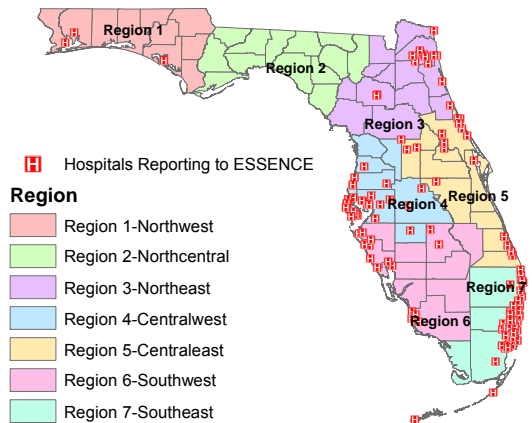 Region 1
Region 2
Region 3
H Hospitals Reporting to ESSENCE
Region
Region 5
Region 4
Region 1-Northwest
Region 2-Northcentral
Region 3-Northeast
Region 7
Region 4-Centralwest
Region 5-Centraleast
Region 6
Region 6-Southwest
Region 7-Southeast